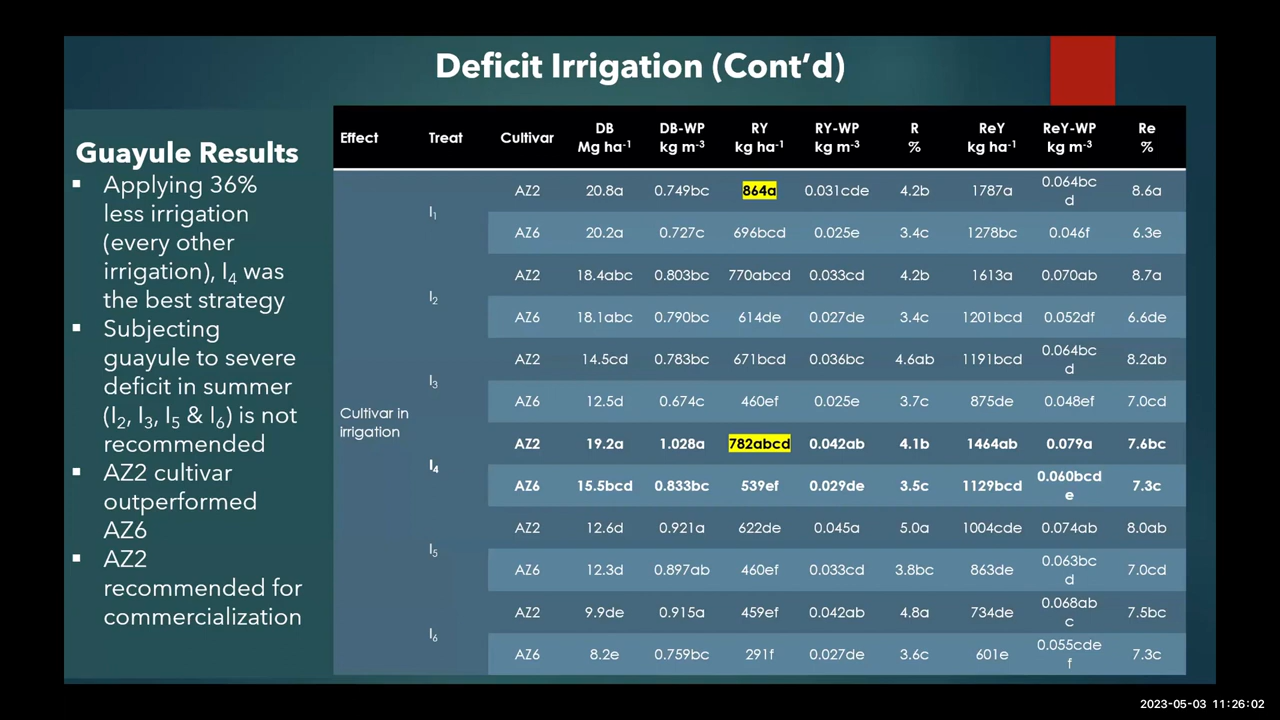 Deficit Irrigation (Cont’d)
Guayule Results
▪ Applying 36%
less irrigation
(every other
irrigation), I₄ was
the best strategy
▪ Subjecting
guayule to severe
deficit in summer
(I₂, I₃, I₅ & I₆) is not
recommended
▪ AZ2 cultivar
outperformed
AZ6
▪ AZ2
recommended for
commercialization
Effect Treat Cultivar DB Mg ha⁻¹ DB-WP kg m⁻³ RY kg ha⁻¹ RY-WP kg m⁻³ R % ReY kg ha⁻¹ ReY-WP kg m⁻³ Re %
Cultivar in
irrigation
I₁
AZ2 20.8a 0.749bc 864a 0.031cde 4.2b 1787a 0.064bcd 8.6a
AZ6 20.2a 0.727c 696bcd 0.025e 3.4c 1278bc 0.046f 6.3e
I₂
AZ2 18.4abc 0.803bc 770abcd 0.033cd 4.2b 1613a 0.070ab 8.7a
AZ6 18.1abc 0.790bc 614de 0.027de 3.4c 1201bcd 0.052df 6.6de
I₃
AZ2 14.5cd 0.783bc 671bcd 0.036bc 4.6ab 1191bcd 0.064bcd 8.2ab
AZ6 12.5d 0.674c 460ef 0.025e 3.7c 875de 0.048ef 7.0cd
I₄
AZ2 19.2a 1.028a 782abcd 0.042ab 4.1b 1464ab 0.079a 7.6bc
AZ6 15.5bcd 0.833bc 539ef 0.029de 3.5c 1129bcd 0.060bcde 7.3c
I₅
AZ2 12.6d 0.921a 622de 0.045a 5.0a 1004cde 0.074ab 8.0ab
AZ6 12.3d 0.897ab 460ef 0.033cd 3.8bc 863de 0.063bcd 7.0cd
I₆
AZ2 9.9de 0.915a 459ef 0.042ab 4.8a 734de 0.068abc 7.5bc
AZ6 8.2e 0.759bc 291f 0.027de 3.6c 601e 0.055cdef 7.3c
2023-05-03 11:26:02